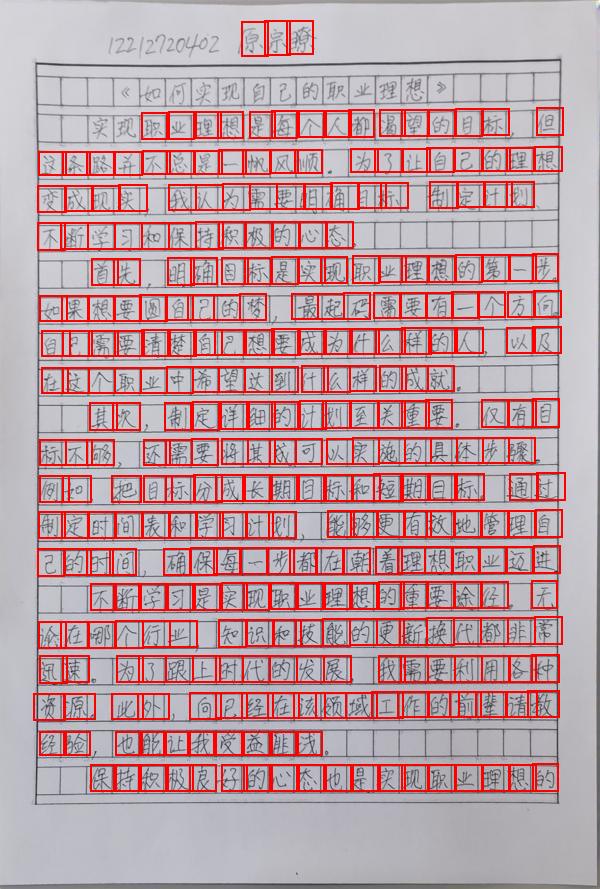 12212720402 原宗瞭
《如何实现自己的职业理想》
实现职业理想是每个人都渴望的目标,但
这条路并不总是一帆风顺。为了让自己的理想
变成现实,我认为需要明确目标、制定计划、
不断学习和保持积极的心态。
首先,明确目标是实现职业理想的第一步。
如果想要圆自己的梦,最起码需要有一个方向。
自己需要清楚自己想要成为什么样的人,以及
在这个职业中希望达到什么样的成就。
其次,制定详细的计划至关重要。仅有目
标不够,还需要将其成可以实施的具体步骤。
例如,把目标分成长期目标和短期目标。通过
制定时间表和学习计划,能够更有效地管理自
己的时间,确保每一步都在朝着理想职业迈进
不断学习是实现职业理想的重要途径。无
论在哪个行业,知识和技能的更新换代都非常
迅速。为了跟上时代的发展。我需要利用各种
资源。此外,向已经在该领域工作的前辈请教
经验,也能让我受益非浅。
保持积极良好的心态也是实现职业理想的